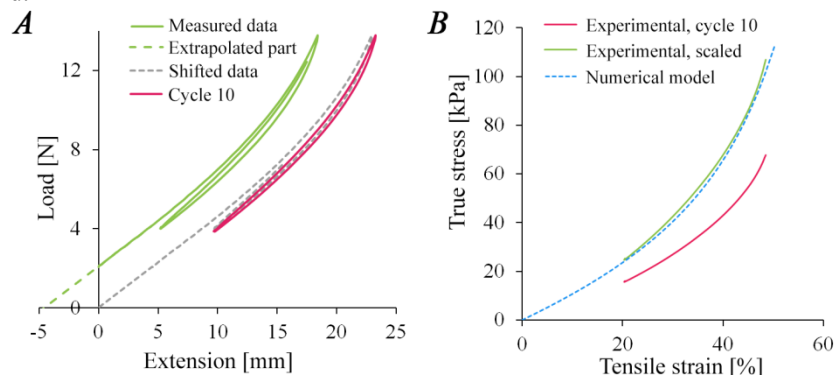 A
Measured data
Extrapolated part
Shifted data
Cycle 10
Load [N]
12
8
4
0
-5
0
5
10
15
20
25
Extension [mm]
B
Experimental, cycle 10
Experimental, scaled
Numerical model
True stress [kPa]
120
100
80
60
40
20
0
0
20
40
60
Tensile strain [%]